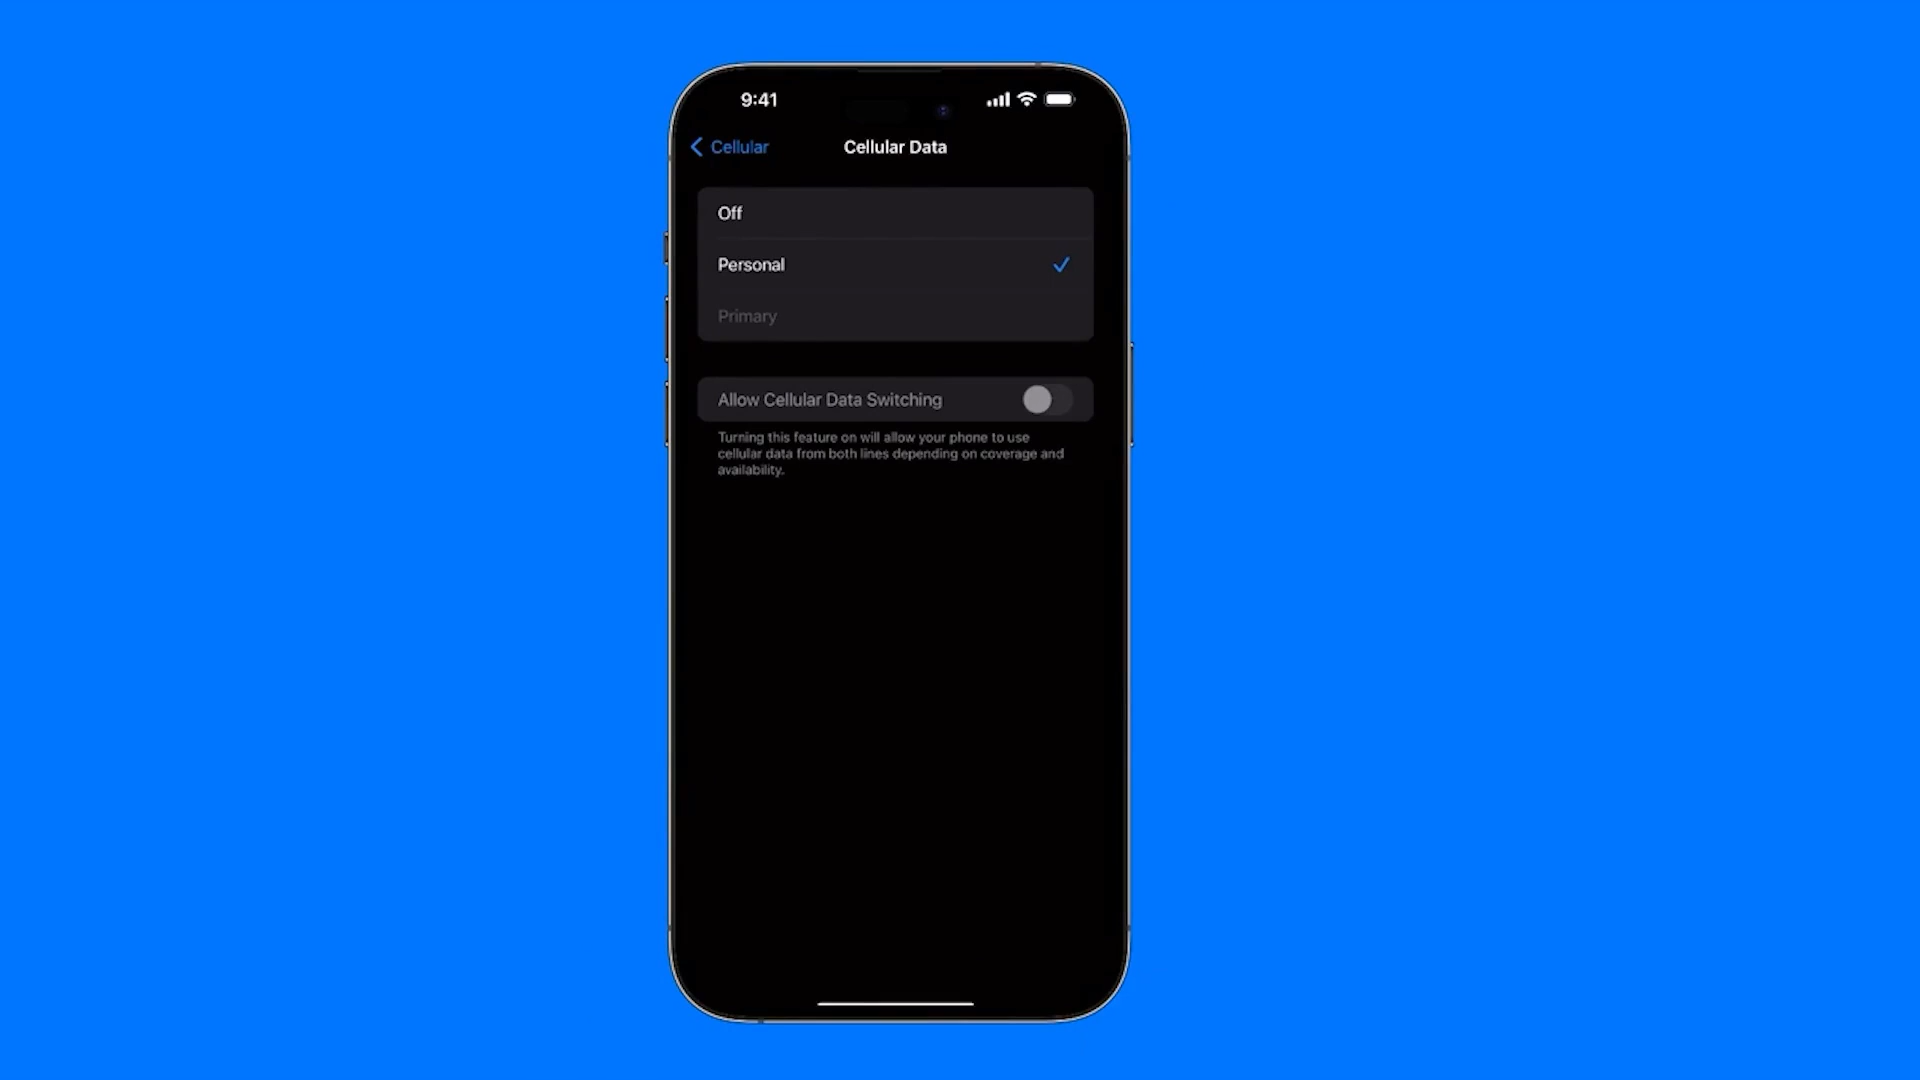 9:41
Cellular
Cellular Data
Off
Personal
Primary
Allow Cellular Data Switching
Turning this feature on will allow your phone to use
cellular data from both lines depending on coverage and
availability.